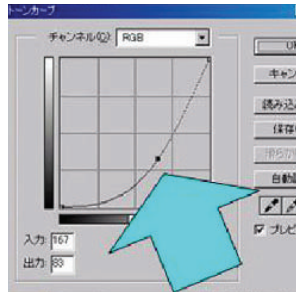 トーンカーブ
チャンネル(C): RGB
キャン
読み込
保存
自動
プレビ
入力: 167
出力: 83